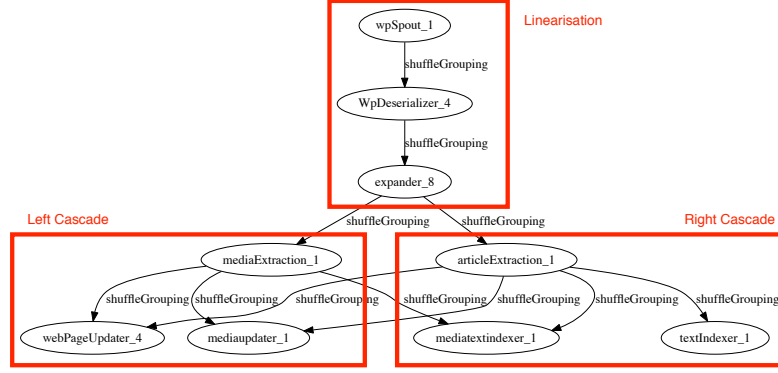 wpSpout_1
Linearisation
shuffleGrouping
WpDeserializer_4
shuffleGrouping
expander_8
Left Cascade
shuffleGrouping
shuffleGrouping
Right Cascade
mediaExtraction_1
articleExtraction_1
shuffleGrouping
shuffleGrouping
shuffleGrouping
shuffleGrouping
shuffleGrouping
shuffleGrouping
shuffleGrouping
webPageUpdater_4
mediaupdater_1
mediatextindexer_1
textIndexer_1